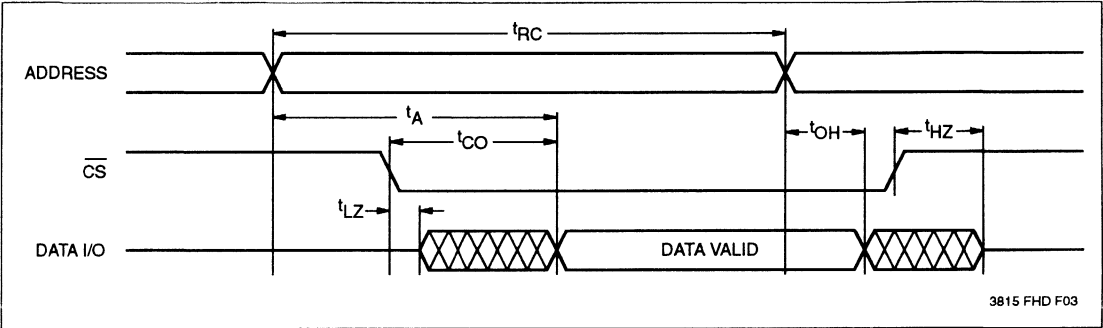 tRC
ADDRESS
tA
tCO
tOH
tHZ
CS
tLZ
DATA I/O
DATA VALID
3815 FHD F03